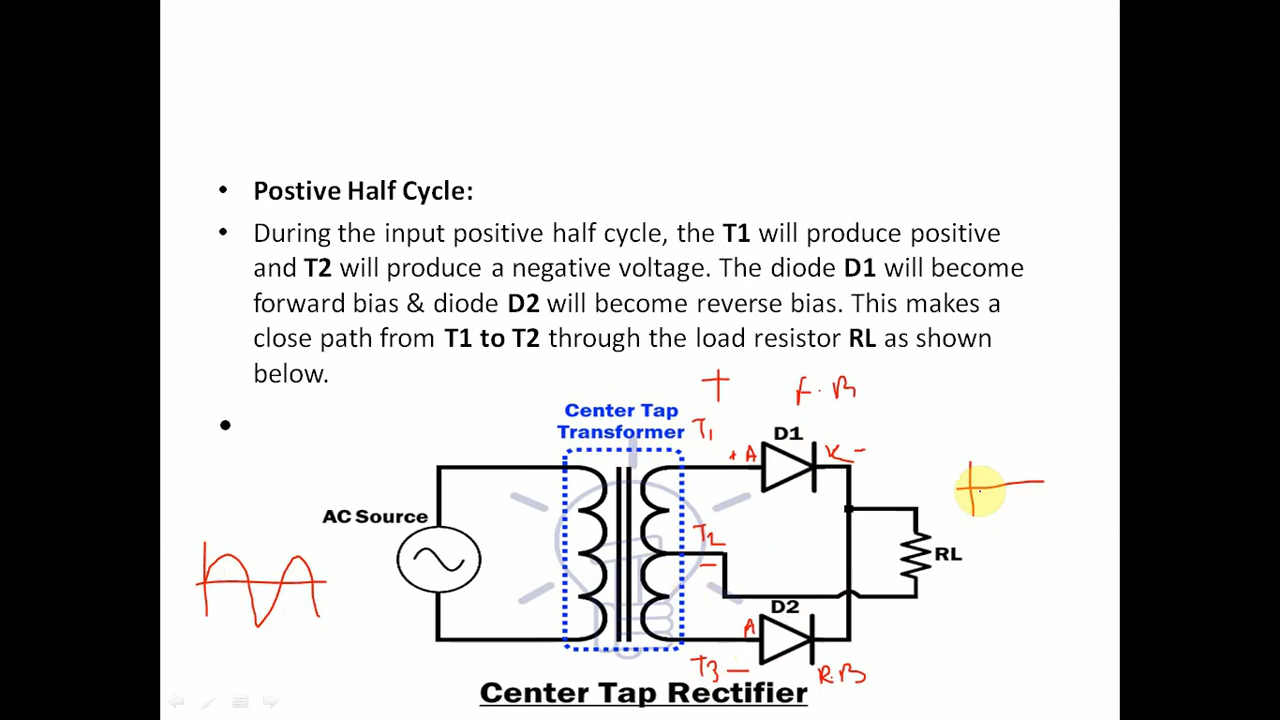 • Postive Half Cycle:
• During the input positive half cycle, the T1 will produce positive
and T2 will produce a negative voltage. The diode D1 will become
forward bias & diode D2 will become reverse bias. This makes a
close path from T1 to T2 through the load resistor RL as shown
below.
•
+ F.B
Center Tap
Transformer
T1
D1
+ A K -
AC Source
T2
-
RL
D2
A
T3 - R.B
Center Tap Rectifier